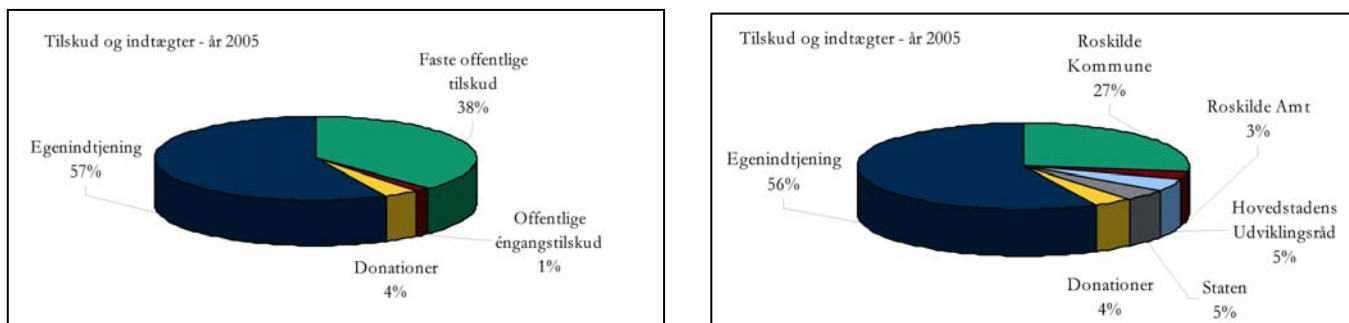 Tilskud og indtægter - år 2005
Faste offentlige
tilskud
38%
Egenindtjening
57%
Offentlige
éngangstilskud
1%
Donationer
4%
Tilskud og indtægter - år 2005
Roskilde
Kommune
27%
Roskilde Amt
3%
Egenindtjening
56%
Hovedstadens
Udviklingsråd
5%
Donationer
4%
Staten
5%